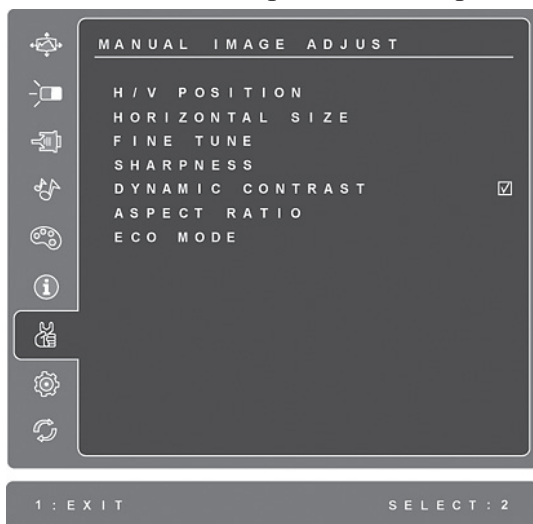 MANUAL IMAGE ADJUST
H/V POSITION
HORIZONTAL SIZE
FINE TUNE
SHARPNESS
DYNAMIC CONTRAST
ASPECT RATIO
ECO MODE
1:EXIT SELECT:2